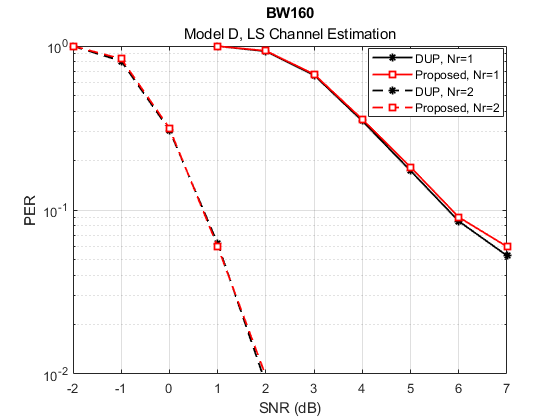 BW160
Model D, LS Channel Estimation
DUP, Nr=1
Proposed, Nr=1
DUP, Nr=2
Proposed, Nr=2
PER
10^0
10^-1
10^-2
-2 -1 0 1 2 3 4 5 6 7
SNR (dB)